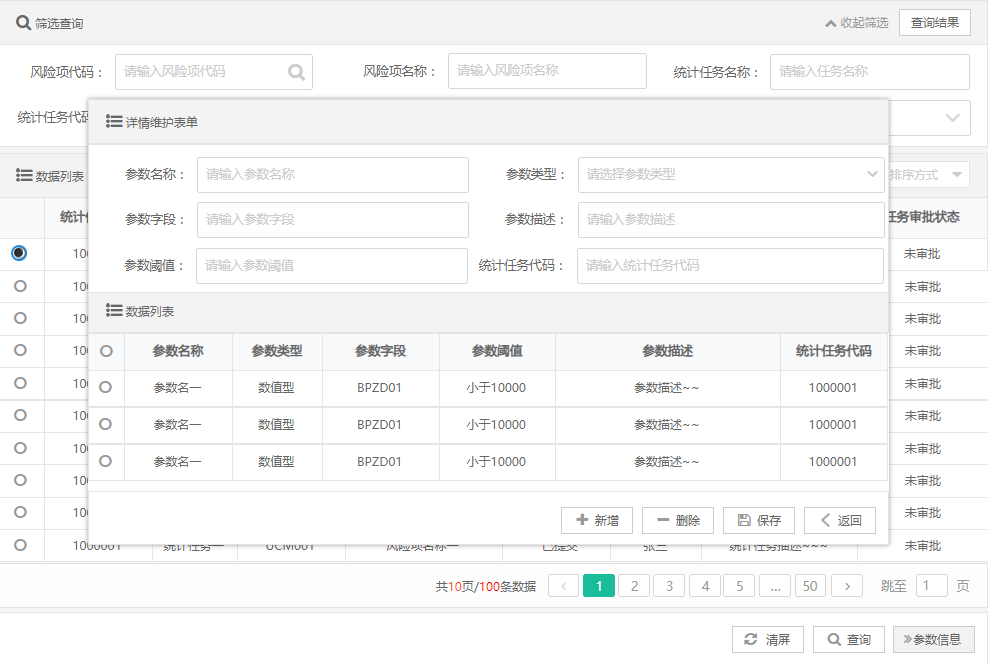 筛选查询 收起筛选 查询结果
风险项代码： 请输入风险项代码 风险项名称： 请输入风险项名称 统计任务名称： 请输入任务名称
统计任务代码
详情维护表单
参数名称： 请输入参数名称 参数类型： 请选择参数类型
数据列表 排序方式
参数字段： 请输入参数字段 参数描述： 请输入参数描述
统计 任务审批状态
参数阈值： 请输入参数阈值 统计任务代码： 请输入统计任务代码
10 未审批
10 未审批
数据列表
10 未审批
参数名称 参数类型 参数字段 参数阈值 参数描述 统计任务代码
10 未审批
参数名一 数值型 BPZD01 小于10000 参数描述~~ 1000001
10 未审批
10 未审批
参数名一 数值型 BPZD01 小于10000 参数描述~~ 1000001
10 未审批
参数名一 数值型 BPZD01 小于10000 参数描述~~ 1000001
10 未审批
10 未审批
新增 删除 保存 返回
1000001 统计任务一 UCM001 风险项名称一 已提交 张三 统计任务描述~~~ 未审批
共10页/100条数据 < 1 2 3 4 5 ... 50 > 跳至 1 页
清屏 查询 »参数信息